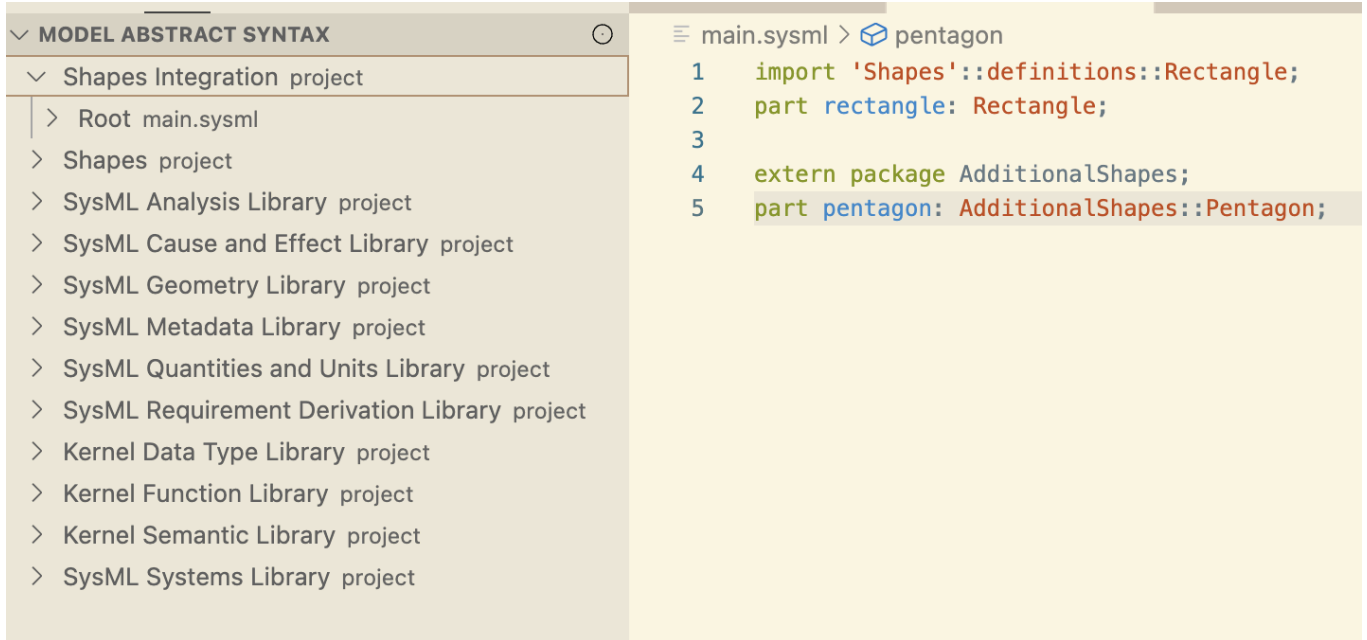 MODEL ABSTRACT SYNTAX
Shapes Integration project
Root main.sysml
Shapes project
SysML Analysis Library project
SysML Cause and Effect Library project
SysML Geometry Library project
SysML Metadata Library project
SysML Quantities and Units Library project
SysML Requirement Derivation Library project
Kernel Data Type Library project
Kernel Function Library project
Kernel Semantic Library project
SysML Systems Library project
main.sysml > pentagon
1 import 'Shapes'::definitions::Rectangle;
2 part rectangle: Rectangle;
3
4 extern package AdditionalShapes;
5 part pentagon: AdditionalShapes::Pentagon;